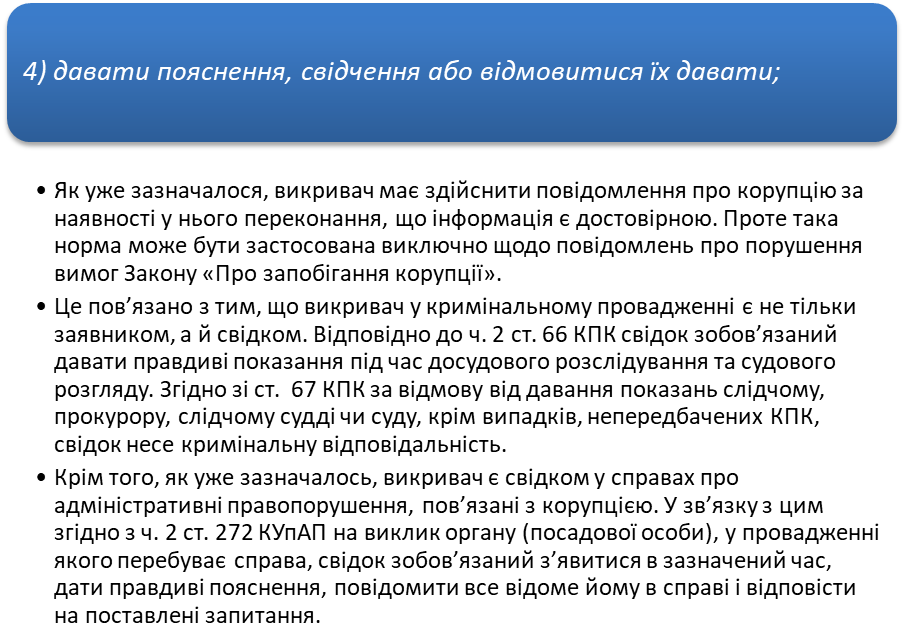 4) давати пояснення, свідчення або відмовитися їх давати;
• Як уже зазначалося, викривач має здійснити повідомлення про корупцію за
наявності у нього переконання, що інформація є достовірною. Проте така
норма може бути застосована виключно щодо повідомлень про порушення
вимог Закону «Про запобігання корупції».
• Це пов’язано з тим, що викривач у кримінальному провадженні є не тільки
заявником, а й свідком. Відповідно до ч. 2 ст. 66 КПК свідок зобов’язаний
давати правдиві показання під час досудового розслідування та судового
розгляду. Згідно зі ст. 67 КПК за відмову від давання показань слідчому,
прокурору, слідчому судді чи суду, крім випадків, непередбачених КПК,
свідок несе кримінальну відповідальність.
• Крім того, як уже зазначалось, викривач є свідком у справах про
адміністративні правопорушення, пов’язані з корупцією. У зв’язку з цим
згідно з ч. 2 ст. 272 КУпАП на виклик органу (посадової особи), у провадженні
якого перебуває справа, свідок зобов’язаний з’явитися в зазначений час,
дати правдиві пояснення, повідомити все відоме йому в справі і відповісти
на поставлені запитання.